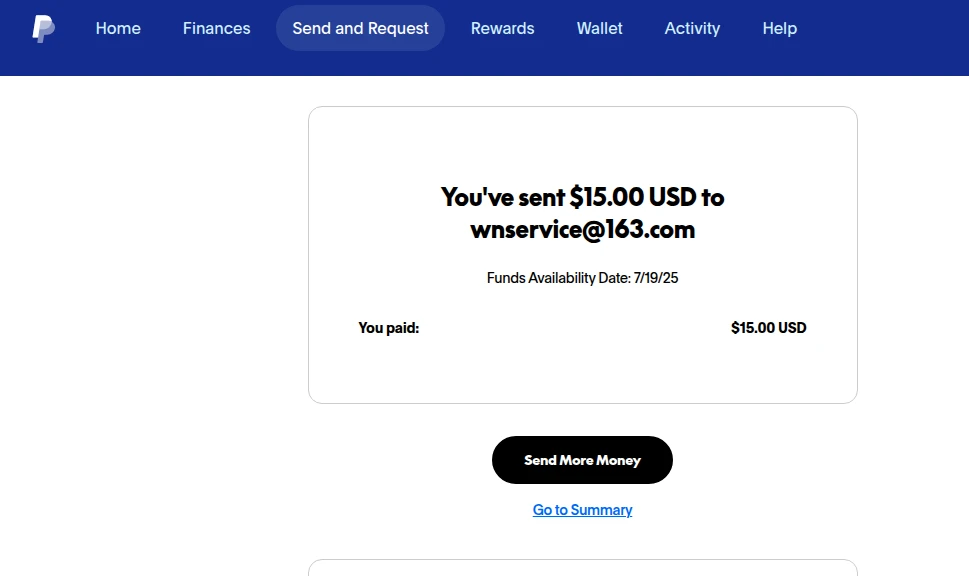 Home Finances Send and Request Rewards Wallet Activity Help
You've sent $15.00 USD to
wnservice@163.com
Funds Availability Date: 7/19/25
You paid: $15.00 USD
Send More Money
Go to Summary